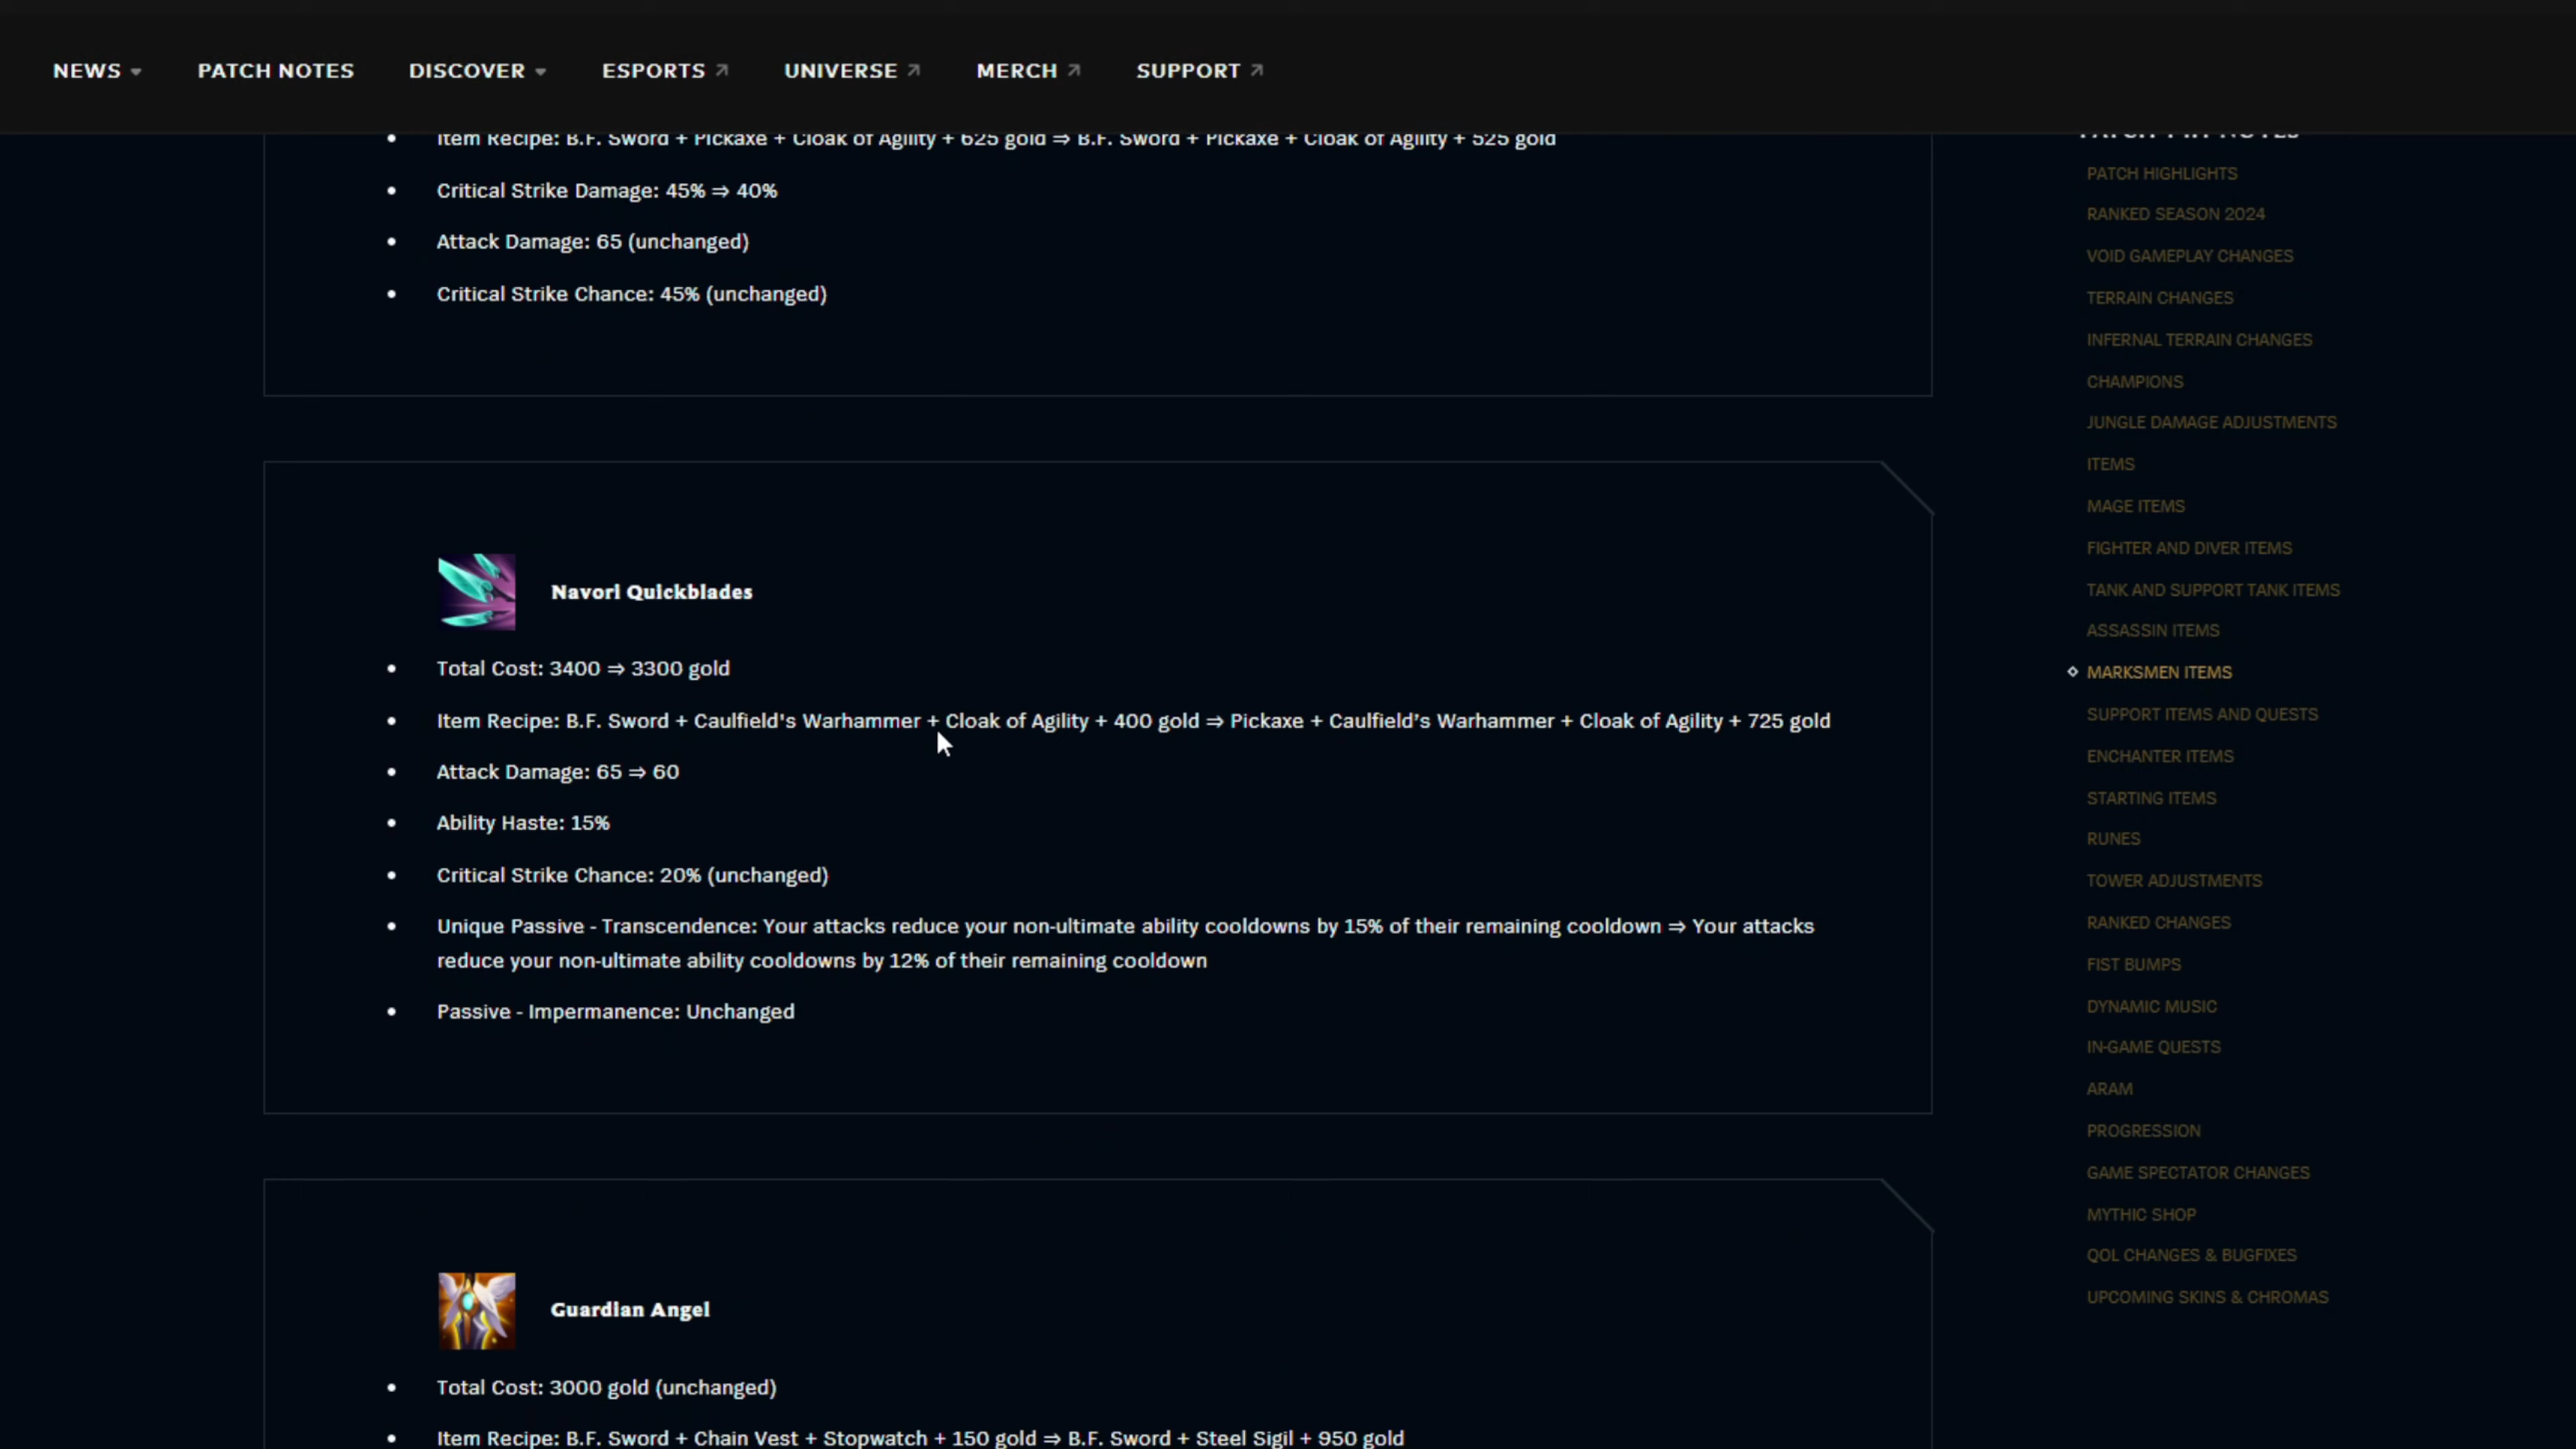 NEWS
PATCH NOTES
DISCOVER
ESPORTS
UNIVERSE
MERCH
SUPPORT
Item Recipe: B.F. Sword + Pickaxe + Cloak of Agility + 625 gold ⇒ B.F. Sword + Pickaxe + Cloak of Agility + 525 gold
Critical Strike Damage: 45% ⇒ 40%
Attack Damage: 65 (unchanged)
Critical Strike Chance: 45% (unchanged)
Navori Quickblades
Total Cost: 3400 ⇒ 3300 gold
Item Recipe: B.F. Sword + Caulfield's Warhammer + Cloak of Agility + 400 gold ⇒ Pickaxe + Caulfield's Warhammer + Cloak of Agility + 725 gold
Attack Damage: 65 ⇒ 60
Ability Haste: 15%
Critical Strike Chance: 20% (unchanged)
Unique Passive - Transcendence: Your attacks reduce your non-ultimate ability cooldowns by 15% of their remaining cooldown ⇒ Your attacks
reduce your non-ultimate ability cooldowns by 12% of their remaining cooldown
Passive - Impermanence: Unchanged
Guardian Angel
Total Cost: 3000 gold (unchanged)
Item Recipe: B.F. Sword + Chain Vest + Stopwatch + 150 gold ⇒ B.F. Sword + Steel Sigil + 950 gold
PATCH HIGHLIGHTS
RANKED SEASON 2024
VOID GAMEPLAY CHANGES
TERRAIN CHANGES
INFERNAL TERRAIN CHANGES
CHAMPIONS
JUNGLE DAMAGE ADJUSTMENTS
ITEMS
MAGE ITEMS
FIGHTER AND DIVER ITEMS
TANK AND SUPPORT TANK ITEMS
ASSASSIN ITEMS
MARKSMEN ITEMS
SUPPORT ITEMS AND QUESTS
ENCHANTER ITEMS
STARTING ITEMS
RUNES
TOWER ADJUSTMENTS
RANKED CHANGES
FIST BUMPS
DYNAMIC MUSIC
IN-GAME QUESTS
ARAM
PROGRESSION
GAME SPECTATOR CHANGES
MYTHIC SHOP
QOL CHANGES & BUGFIXES
UPCOMING SKINS & CHROMAS